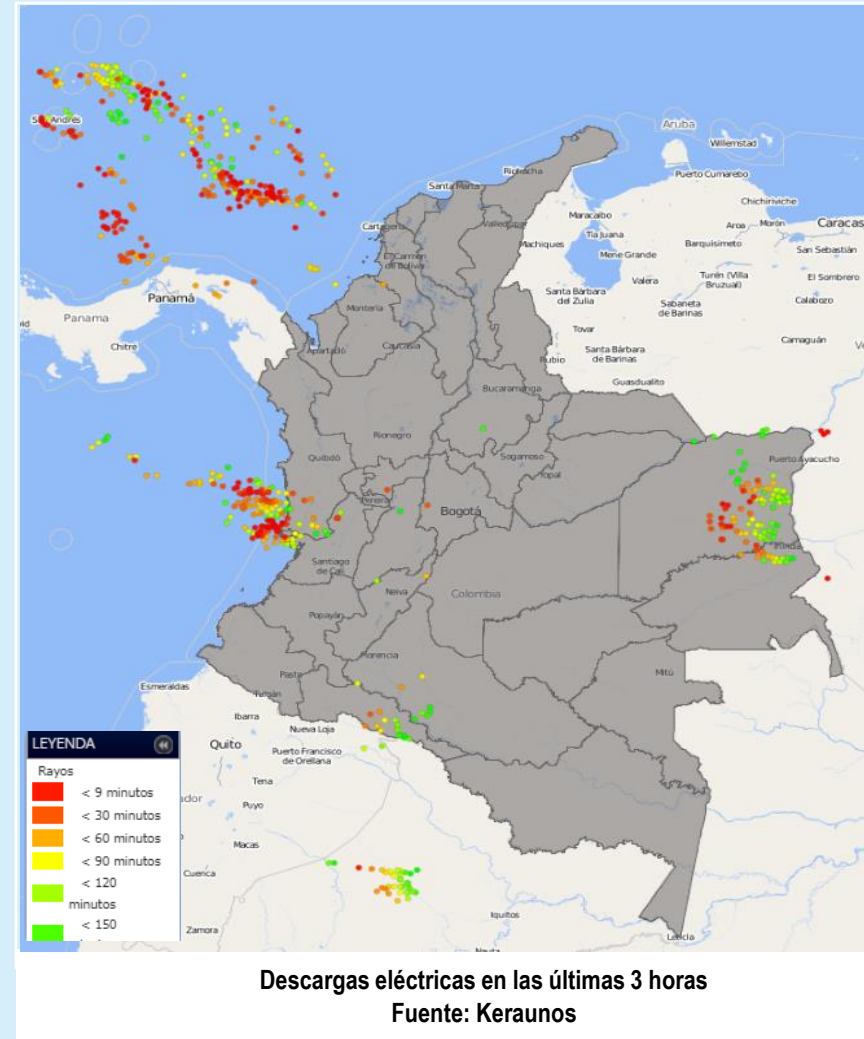 Aruba
Willemstad
San Andrés
Riohacha
Puerto Cumarebo
Santa Marta
Chichiriviche
Maracaibo
Cartagena
Valledupar
Aroa
Morón
Caracas
Tía Juana
Machiques
Mene Grande
Barquisimeto
San Sebastián
El Carmen
de Bolívar
Panamá
Valera
Turén (Villa
Bruzual)
El Sombrero
Santa Bárbara
del Zulia
Montería
Sabaneta
de Barinas
Calabozo
Panama
Tovar
Chitré
Apartadó
Caucasia
Camaguán
Rubio
Santa Bárbara
de Barinas
Guasdualito
Bucaramanga
Rionegro
Quibdó
Sogamoso
Puerto Ayacucho
Yopal
Pereira
Bogotá
Inírida
Santiago
de Cali
Neiva
Colombia
Popayán
Florencia
Mitú
Pasto
Esmeraldas
Tulcán
Ibarra
Nueva Loja
LEYENDA
Quito
Puerto Francisco
de Orellana
Rayos
Tena
< 9 minutos
ador
< 30 minutos
Puyo
< 60 minutos
Macas
< 90 minutos
Cuenca
< 120
minutos
< 150
Iquitos
Zamora
Leticia
Nauta
Descargas eléctricas en las últimas 3 horas
Fuente: Keraunos